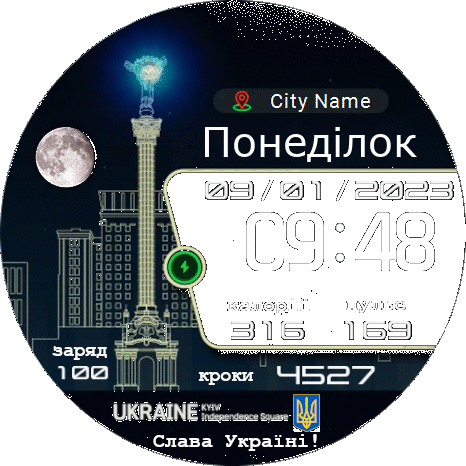 City Name
Понеділок
09/01/2023
09:48
калорії пульс
316 169
заряд
100
кроки 4527
UKRAINE KYIV
Independence Square
Слава Україні!